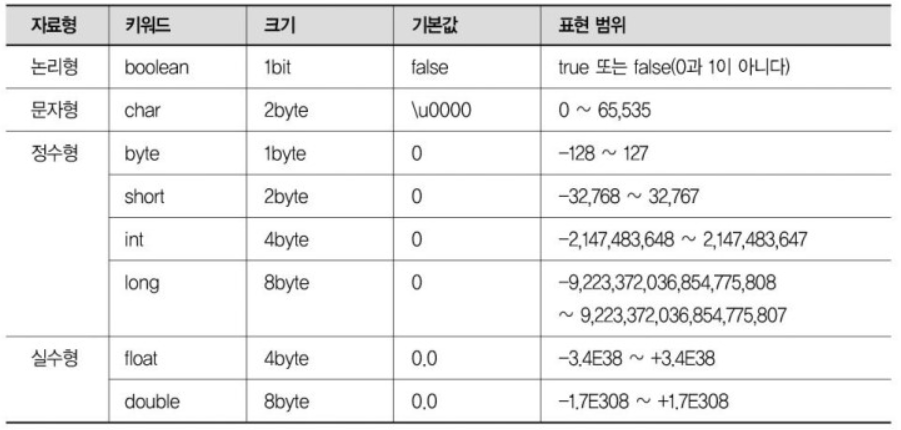 자료형 키워드 크기 기본값 표현 범위
논리형 boolean 1bit false true 또는 false(0과 1이 아니다)
문자형 char 2byte \u0000 0 ~ 65,535
정수형 byte 1byte 0 -128 ~ 127
short 2byte 0 -32,768 ~ 32,767
int 4byte 0 -2,147,483,648 ~ 2,147,483,647
long 8byte 0 -9,223,372,036,854,775,808
~ 9,223,372,036,854,775,807
실수형 float 4byte 0.0 -3.4E38 ~ +3.4E38
double 8byte 0.0 -1.7E308 ~ +1.7E308